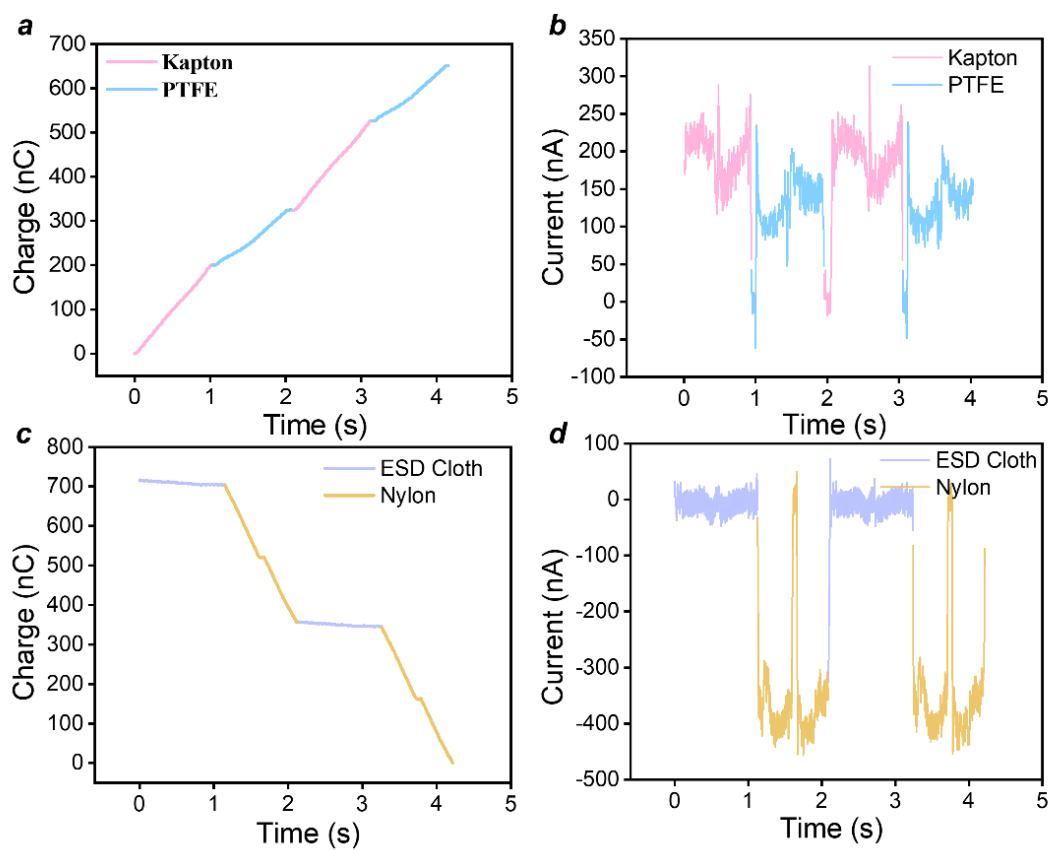 a
700
600
500
400
300
200
100
0
Charge (nC)
Kapton
PTFE
0 1 2 3 4 5
Time (s)
b
350
300
250
200
150
100
50
0
-50
-100
Current (nA)
Kapton
PTFE
0 1 2 3 4 5
Time (s)
c
800
700
600
500
400
300
200
100
0
Charge (nC)
ESD Cloth
Nylon
0 1 2 3 4 5
Time (s)
d
100
0
-100
-200
-300
-400
-500
Current (nA)
ESD Cloth
Nylon
0 1 2 3 4 5
Time (s)